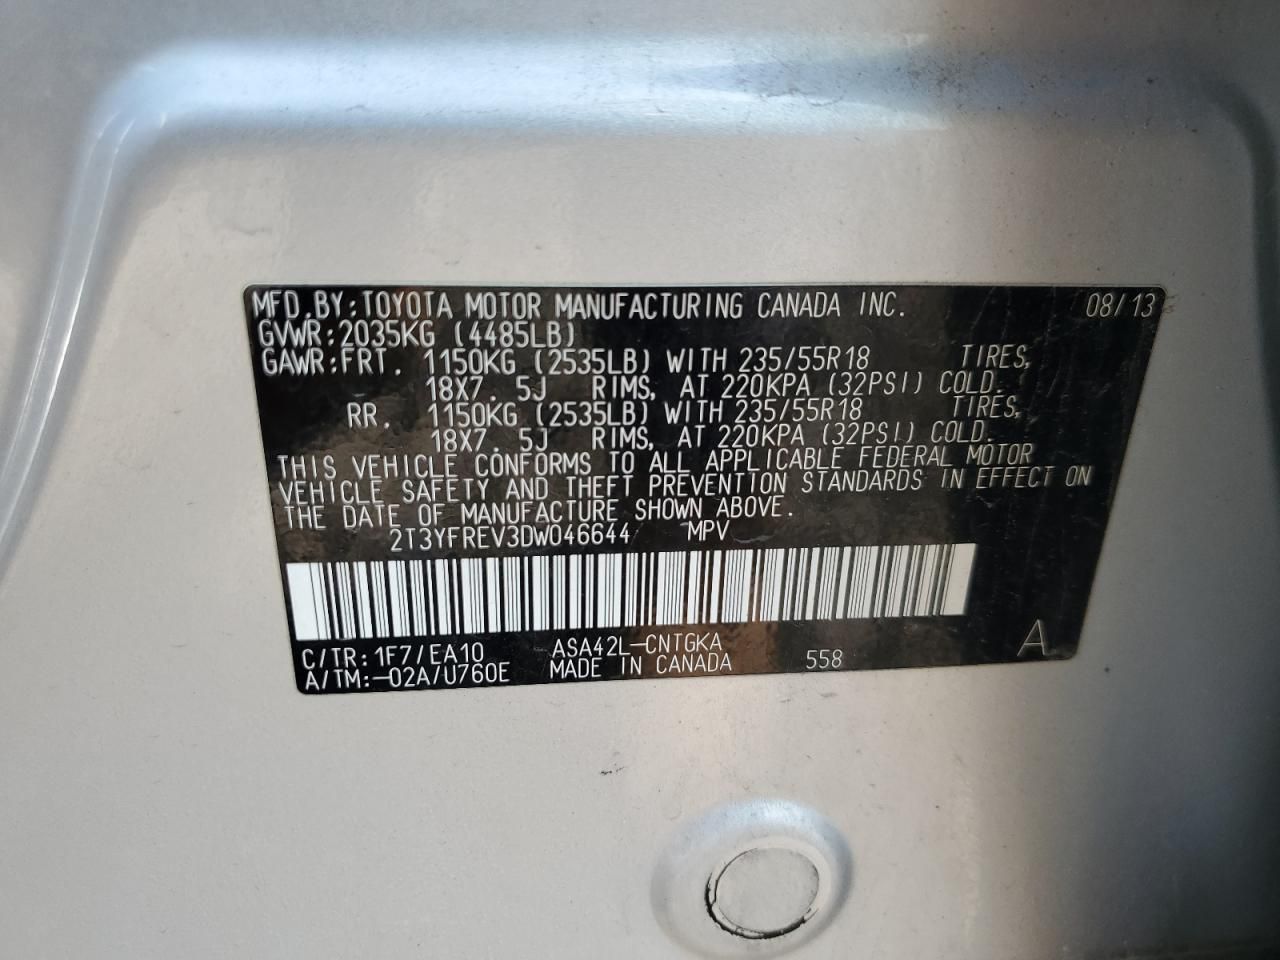 MFD.BY:TOYOTA MOTOR MANUFACTURING CANADA INC. 08/13
GVWR:2035KG (4485LB)
GAWR:FRT. 1150KG (2535LB) WITH 235/55R18 TIRES,
18X7.5J RIMS, AT 220KPA (32PSI) COLD.
RR. 1150KG (2535LB) WITH 235/55R18 TIRES,
18X7.5J RIMS, AT 220KPA (32PSI) COLD.
THIS VEHICLE CONFORMS TO ALL APPLICABLE FEDERAL MOTOR
VEHICLE SAFETY AND THEFT PREVENTION STANDARDS IN EFFECT ON
THE DATE OF MANUFACTURE SHOWN ABOVE.
2T3YFREV3DW046644 MPV
C/TR:1F7/EA10 ASA42L-CNTGKA A
A/TM:-02A/U760E MADE IN CANADA 558